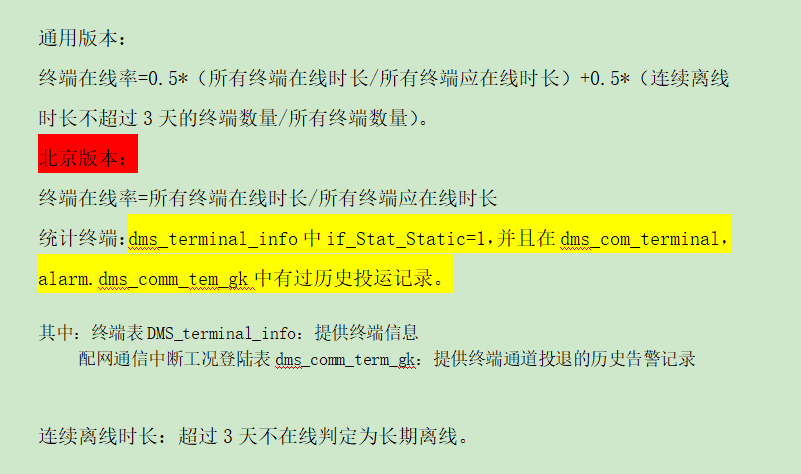 通用版本：
终端在线率=0.5*（所有终端在线时长/所有终端应在线时长）+0.5*（连续离线
时长不超过 3 天的终端数量/所有终端数量）。
北京版本：
终端在线率=所有终端在线时长/所有终端应在线时长
统计终端:dms_terminal_info 中 if_Stat_Static=1,并且在 dms_com_terminal，
alarm.dms_comm_tem_gk 中有过历史投运记录。
其中：终端表 DMS_terminal_info：提供终端信息
配网通信中断工况登陆表 dms_comm_term_gk：提供终端通道投退的历史告警记录
连续离线时长：超过 3 天不在线判定为长期离线。